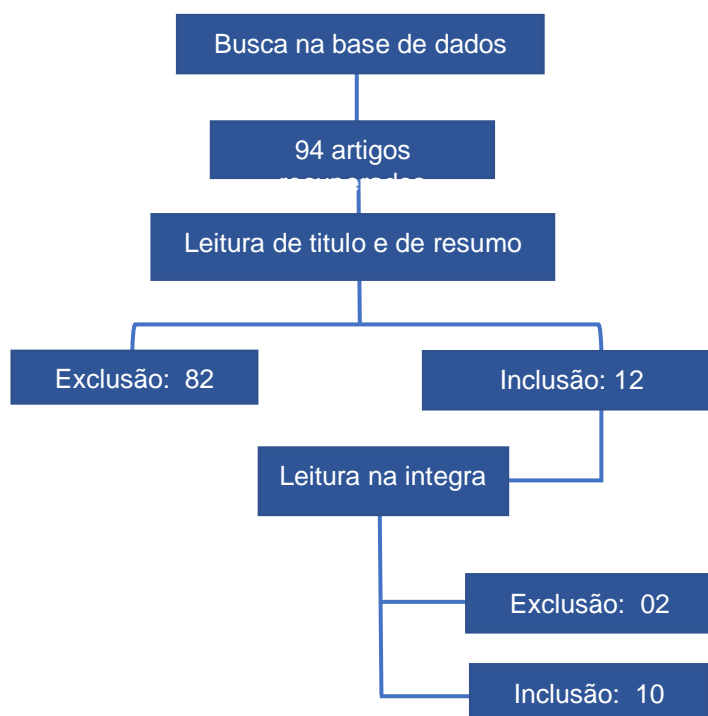 Busca na base de dados
94 artigos
recuperados
Leitura de titulo e de resumo
Exclusão: 82
Inclusão: 12
Leitura na integra
Exclusão: 02
Inclusão: 10